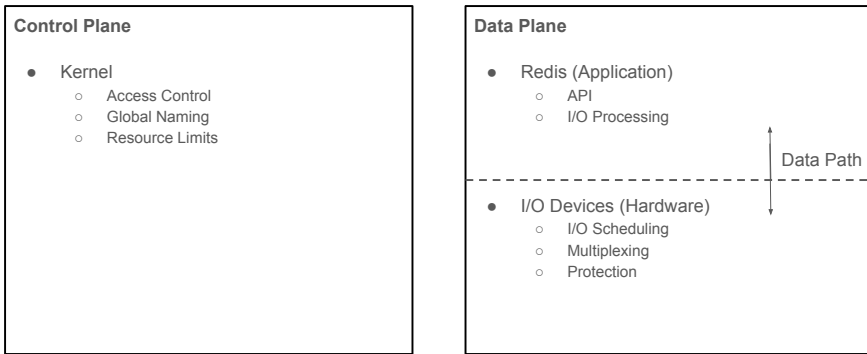 Control Plane
● Kernel
○ Access Control
○ Global Naming
○ Resource Limits
Data Plane
● Redis (Application)
○ API
○ I/O Processing
Data Path
● I/O Devices (Hardware)
○ I/O Scheduling
○ Multiplexing
○ Protection